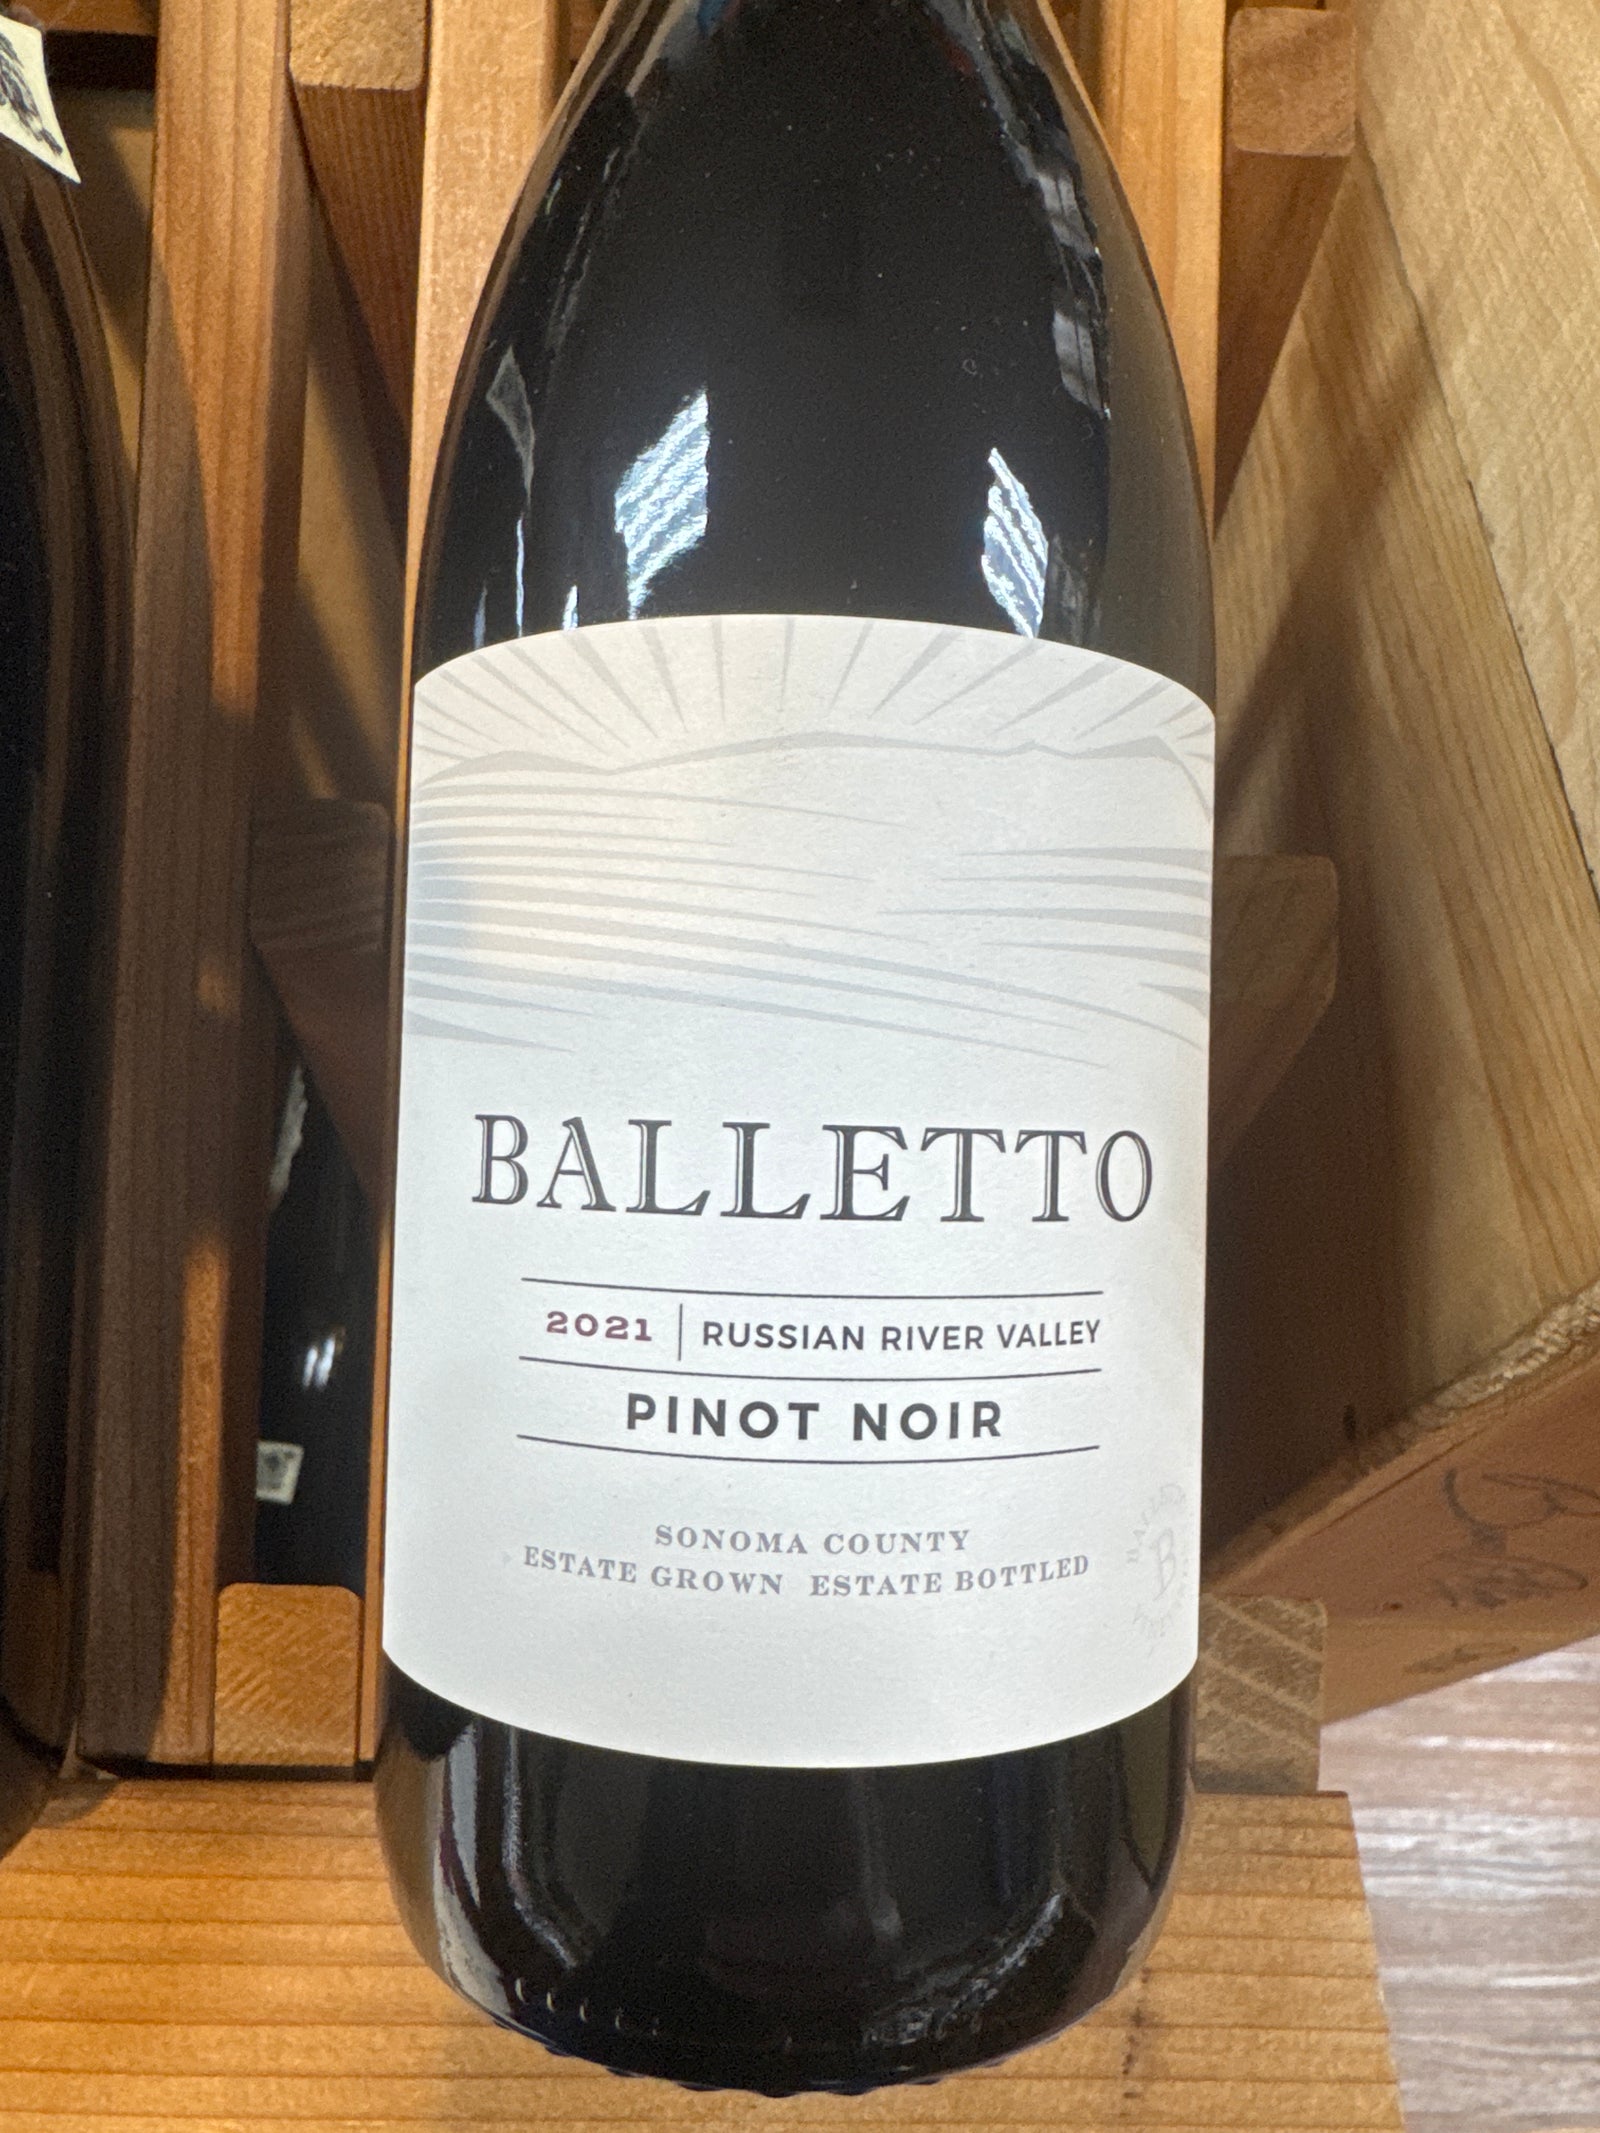 BALLETTO
2021 | RUSSIAN RIVER VALLEY
PINOT NOIR
SONOMA COUNTY
ESTATE GROWN ESTATE BOTTLED